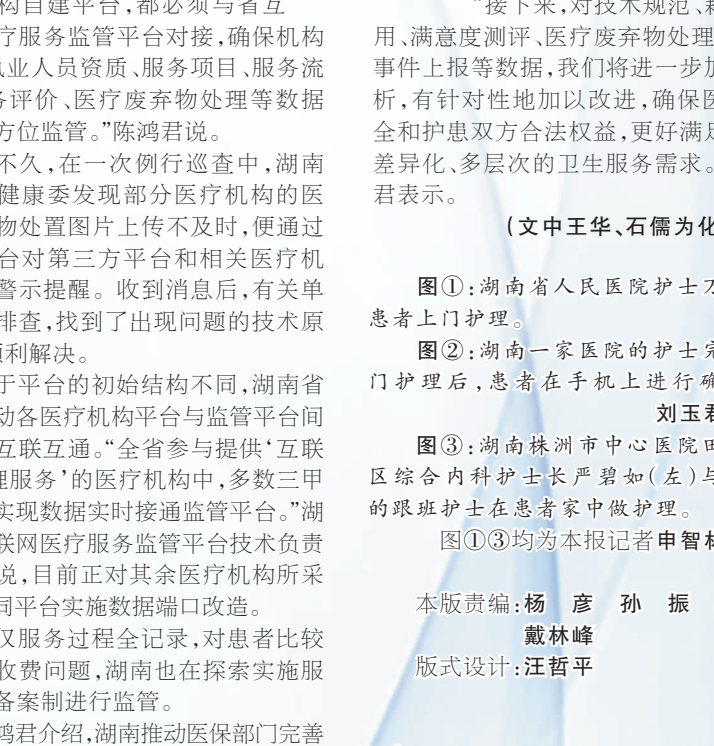 构自建平台,都必须与省互
疗服务监管平台对接,确保机构
业人员资质、服务项目、服务流
评价、医疗废弃物处理等数据
方位监管。”陈鸿君说。
不久,在一次例行巡查中,湖南
健康委发现部分医疗机构的医
物处置图片上传不及时,便通过
台对第三方平台和相关医疗机
警示提醒。收到消息后,有关单
排查,找到了出现问题的技术原
利解决。
于平台的初始结构不同,湖南省
动各医疗机构平台与监管平台间
互联互通。“全省参与提供‘互联
理服务’的医疗机构中,多数三甲
实现数据实时接通监管平台。”湖
联网医疗服务监管平台技术负责
说,目前正对其余医疗机构所采
同平台实施数据端口改造。
仅服务过程全记录,对患者比较
收费问题,湖南也在探索实施服
备案制进行监管。
鸿君介绍,湖南推动医保部门完善
“接下来,对技术规范、
用、满意度测评、医疗废弃物处理
事件上报等数据,我们将进一步加
析,有针对性地加以改进,确保医
全和护患双方合法权益,更好满足
差异化、多层次的卫生服务需求。
君表示。
(文中王华、石儒为化
图①:湖南省人民医院护士万
患者上门护理。
图②:湖南一家医院的护士完
门护理后,患者在手机上进行确
刘玉君
图③:湖南株洲市中心医院田
区综合内科护士长严碧如(左)与
的跟班护士在患者家中做护理。
图①③均为本报记者申智林
本版责编:杨 彦 孙 振
戴林峰
版式设计:汪哲平